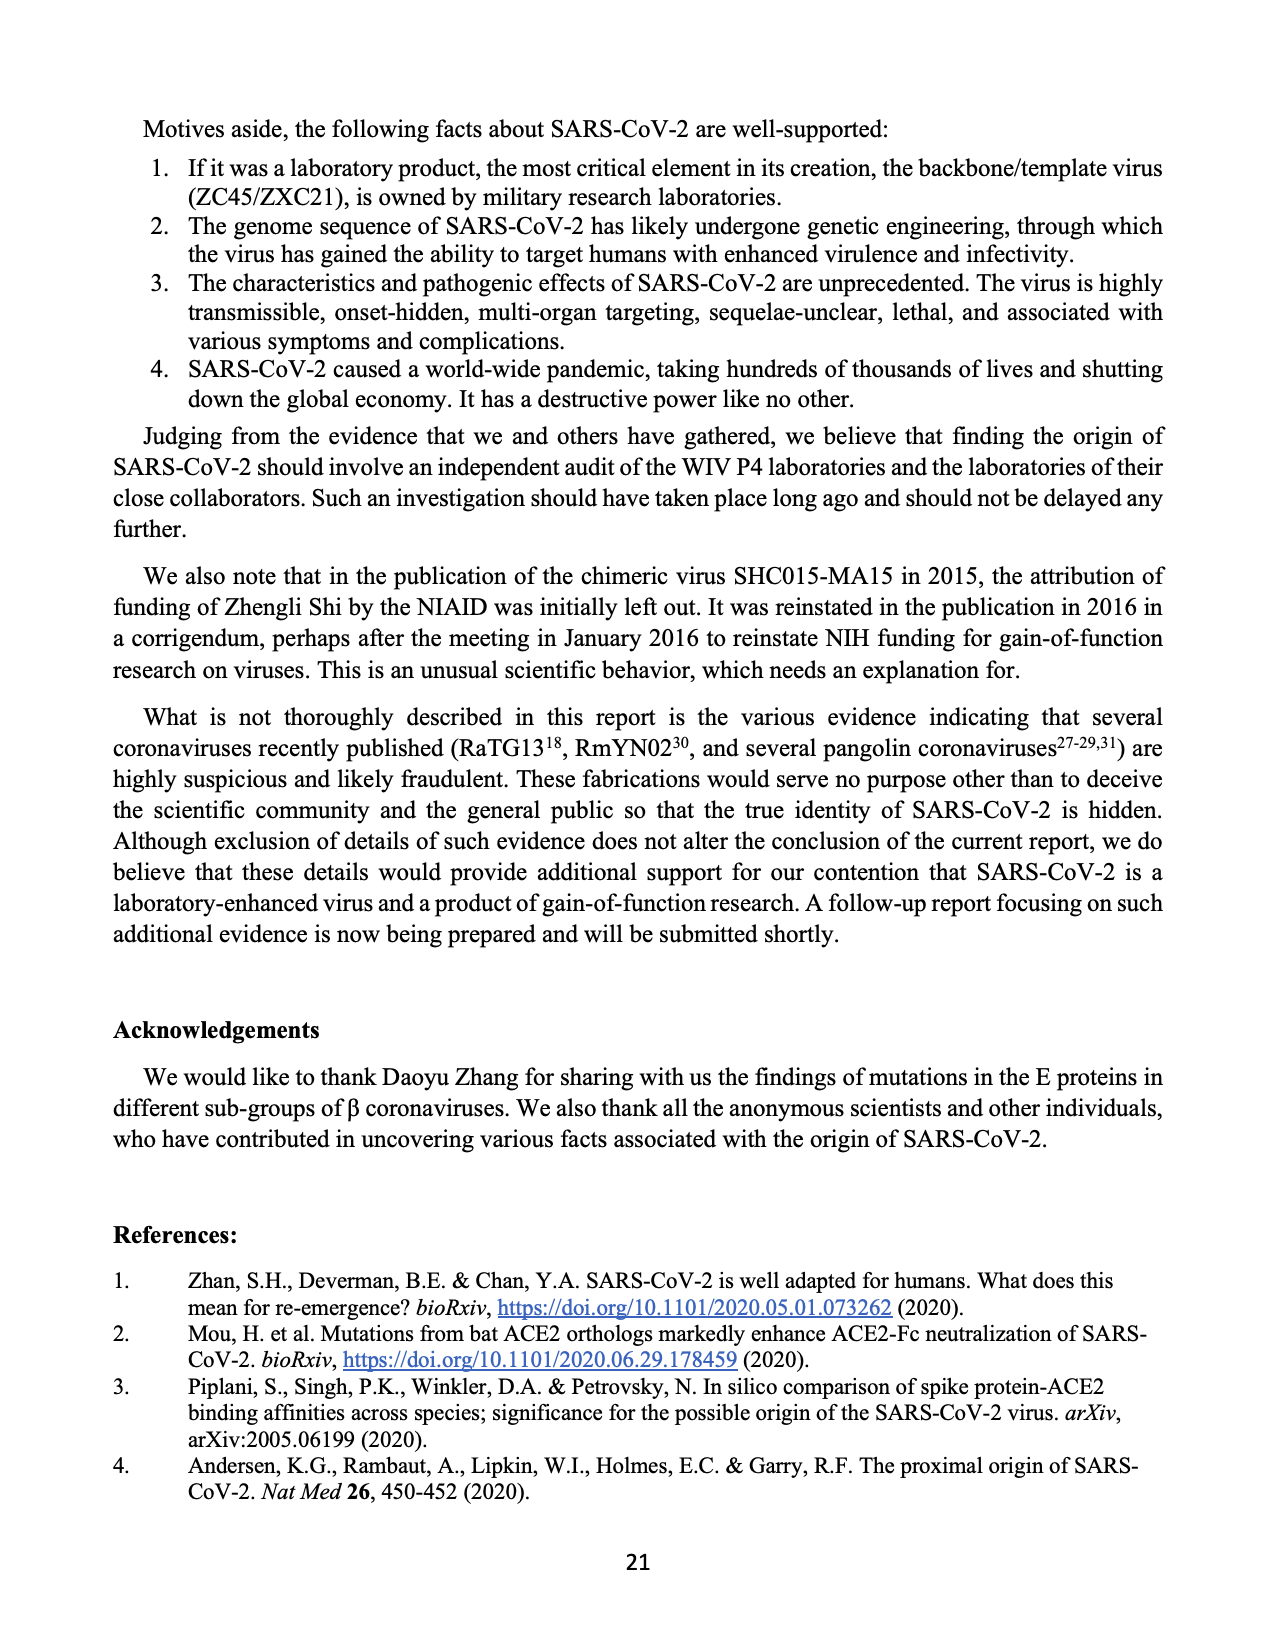 Motives aside, the following facts about SARS-CoV-2 are well-supported:
1. If it was a laboratory product, the most critical element in its creation, the backbone/template virus
(ZC45/ZXC21), is owned by military research laboratories.
2. The genome sequence of SARS-CoV-2 has likely undergone genetic engineering, through which
the virus has gained the ability to target humans with enhanced virulence and infectivity.
3. The characteristics and pathogenic effects of SARS-CoV-2 are unprecedented. The virus is highly
transmissible, onset-hidden, multi-organ targeting, sequelae-unclear, lethal, and associated with
various symptoms and complications.
4. SARS-CoV-2 caused a world-wide pandemic, taking hundreds of thousands of lives and shutting
down the global economy. It has a destructive power like no other.
Judging from the evidence that we and others have gathered, we believe that finding the origin of
SARS-CoV-2 should involve an independent audit of the WIV P4 laboratories and the laboratories of their
close collaborators. Such an investigation should have taken place long ago and should not be delayed any
further.
We also note that in the publication of the chimeric virus SHC015-MA15 in 2015, the attribution of
funding of Zhengli Shi by the NIAID was initially left out. It was reinstated in the publication in 2016 in
a corrigendum, perhaps after the meeting in January 2016 to reinstate NIH funding for gain-of-function
research on viruses. This is an unusual scientific behavior, which needs an explanation for.
What is not thoroughly described in this report is the various evidence indicating that several
coronaviruses recently published (RaTG13¹⁸, RmYN02³⁰, and several pangolin coronaviruses²⁷⁻²⁹,³¹) are
highly suspicious and likely fraudulent. These fabrications would serve no purpose other than to deceive
the scientific community and the general public so that the true identity of SARS-CoV-2 is hidden.
Although exclusion of details of such evidence does not alter the conclusion of the current report, we do
believe that these details would provide additional support for our contention that SARS-CoV-2 is a
laboratory-enhanced virus and a product of gain-of-function research. A follow-up report focusing on such
additional evidence is now being prepared and will be submitted shortly.
Acknowledgements
We would like to thank Daoyu Zhang for sharing with us the findings of mutations in the E proteins in
different sub-groups of β coronaviruses. We also thank all the anonymous scientists and other individuals,
who have contributed in uncovering various facts associated with the origin of SARS-CoV-2.
References:
1. Zhan, S.H., Deverman, B.E. & Chan, Y.A. SARS-CoV-2 is well adapted for humans. What does this
mean for re-emergence? bioRxiv, https://doi.org/10.1101/2020.05.01.073262 (2020).
2. Mou, H. et al. Mutations from bat ACE2 orthologs markedly enhance ACE2-Fc neutralization of SARS-
CoV-2. bioRxiv, https://doi.org/10.1101/2020.06.29.178459 (2020).
3. Piplani, S., Singh, P.K., Winkler, D.A. & Petrovsky, N. In silico comparison of spike protein-ACE2
binding affinities across species; significance for the possible origin of the SARS-CoV-2 virus. arXiv,
arXiv:2005.06199 (2020).
4. Andersen, K.G., Rambaut, A., Lipkin, W.I., Holmes, E.C. & Garry, R.F. The proximal origin of SARS-
CoV-2. Nat Med 26, 450-452 (2020).
21